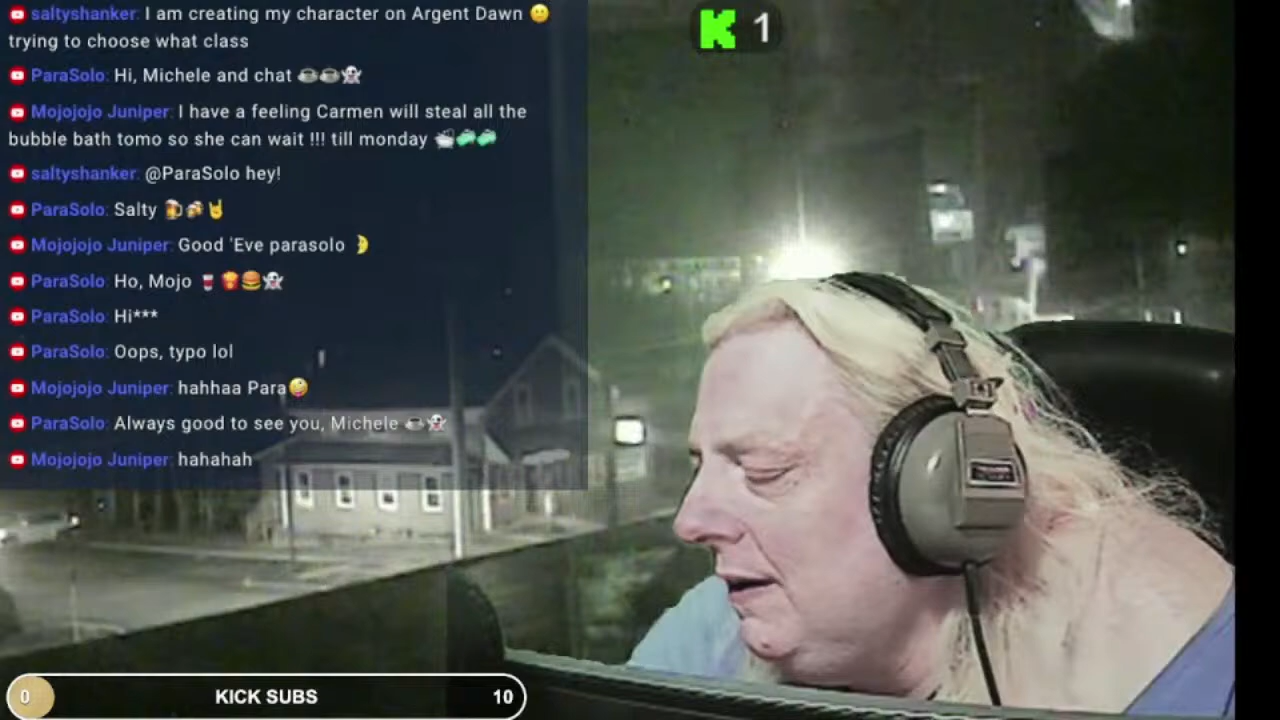 saltyshanker: I am creating my character on Argent Dawn 🙂
trying to choose what class
ParaSolo: Hi, Michele and chat ☕☕👻
Mojojojo Juniper: I have a feeling Carmen will steal all the
bubble bath tomo so she can wait !!! till monday 🛁🧼🧼
saltyshanker: @ParaSolo hey!
ParaSolo: Salty 🍺🍻🤘
Mojojojo Juniper: Good 'Eve parasolo 🌛
ParaSolo: Ho, Mojo 🥤🍟🍔👻
ParaSolo: Hi***
ParaSolo: Oops, typo lol
Mojojojo Juniper: hahhaa Para🤪
ParaSolo: Always good to see you, Michele ☕👻
Mojojojo Juniper: hahahah
K 1
0 KICK SUBS 10